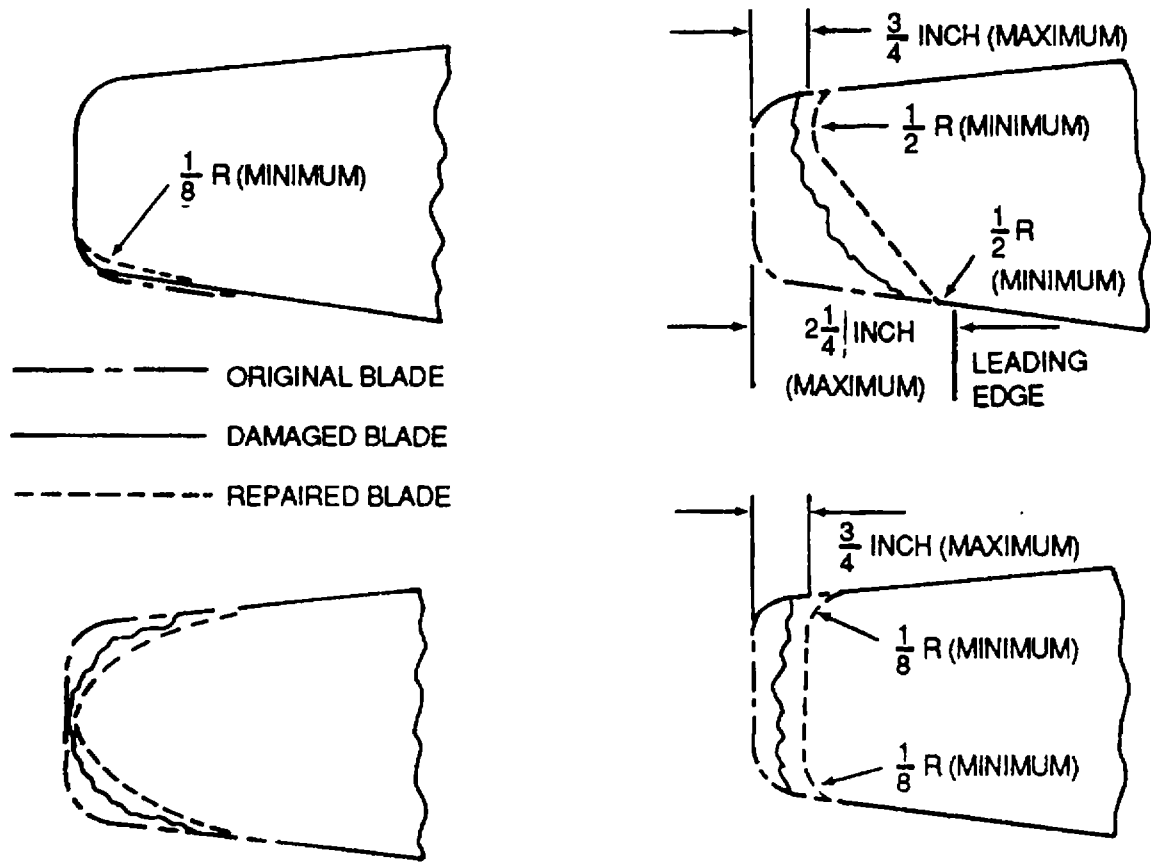 1/8 R (MINIMUM)
ORIGINAL BLADE
DAMAGED BLADE
REPAIRED BLADE
3/4 INCH (MAXIMUM)
1/2 R (MINIMUM)
1/2 R
(MINIMUM)
2 1/4 INCH
(MAXIMUM)
LEADING
EDGE
3/4 INCH (MAXIMUM)
1/8 R (MINIMUM)
1/8 R (MINIMUM)